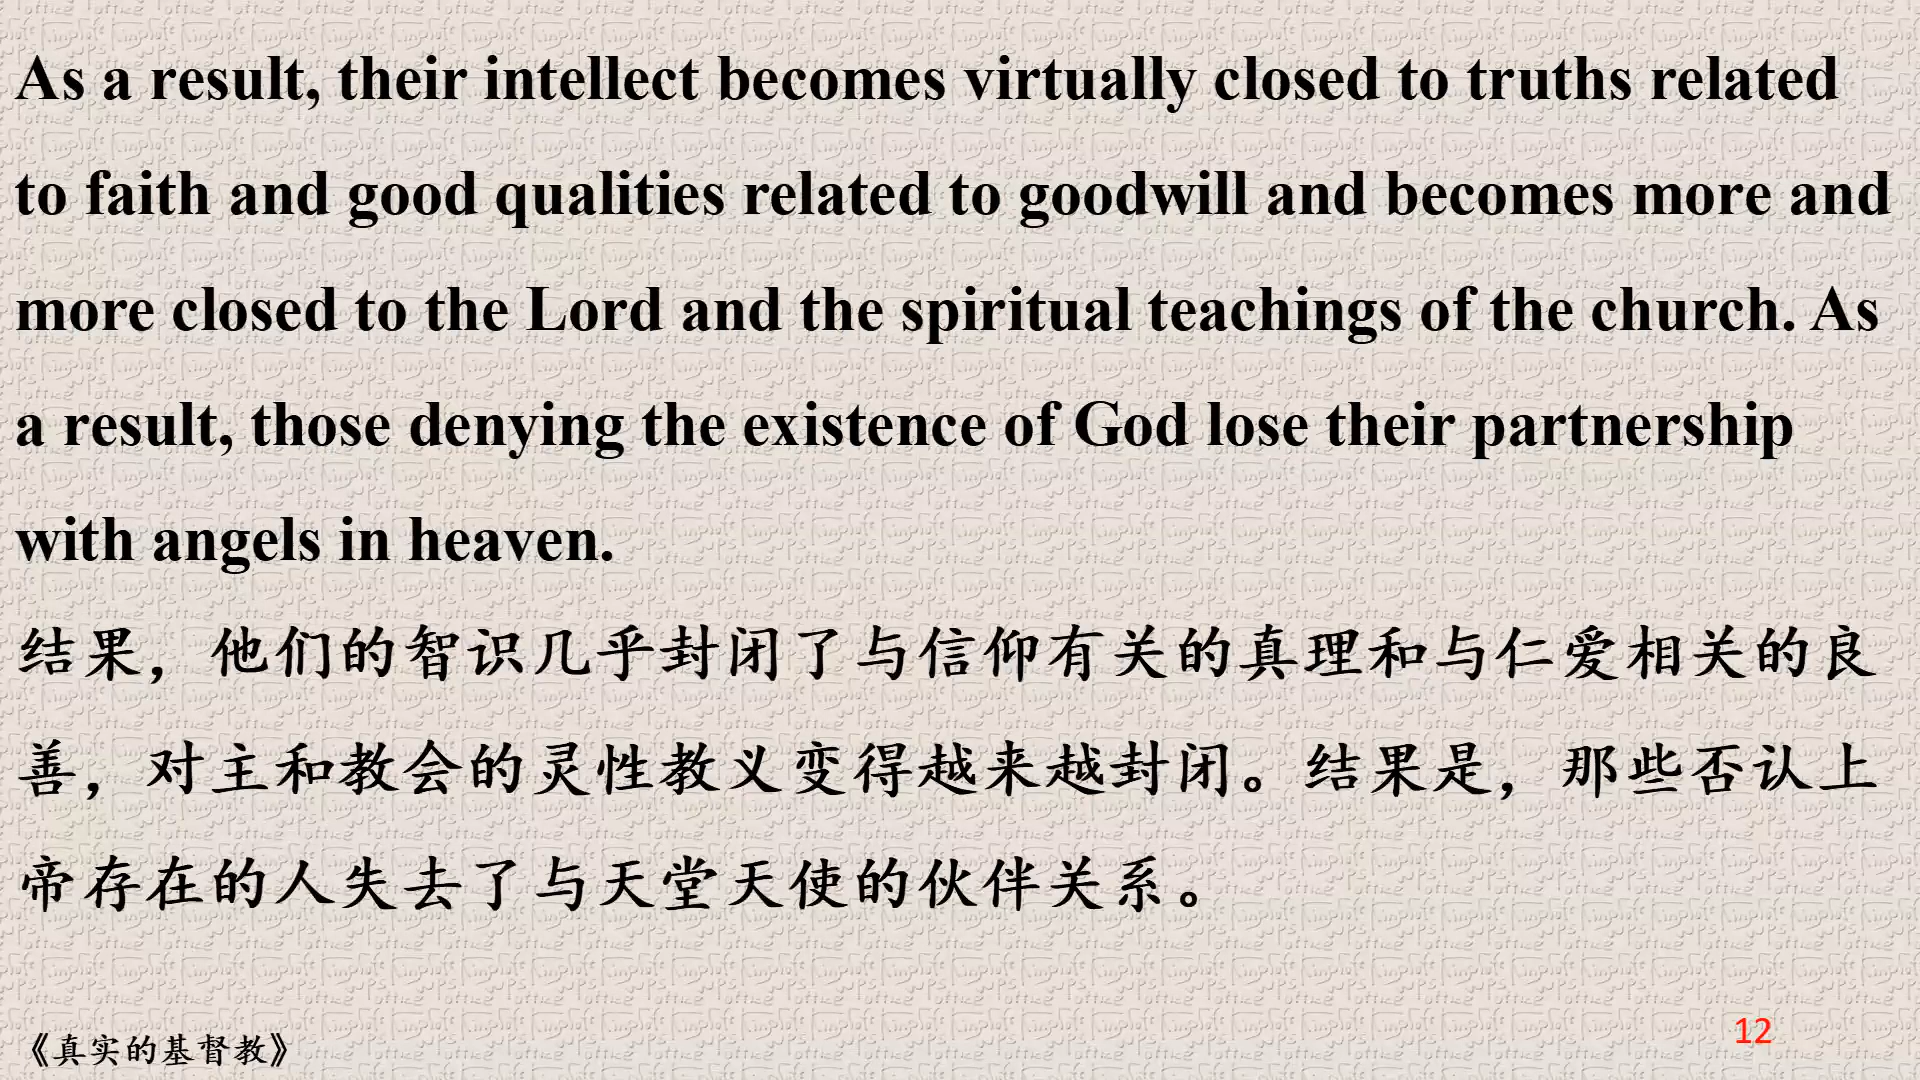 As a result, their intellect becomes virtually closed to truths related
to faith and good qualities related to goodwill and becomes more and
more closed to the Lord and the spiritual teachings of the church. As
a result, those denying the existence of God lose their partnership
with angels in heaven.
结果，他们的智识几乎封闭了与信仰有关的真理和与仁爱相关的良
善，对主和教会的灵性教义变得越来越封闭。结果是，那些否认上
帝存在的人失去了与天堂天使的伙伴关系。
《真实的基督教》
12